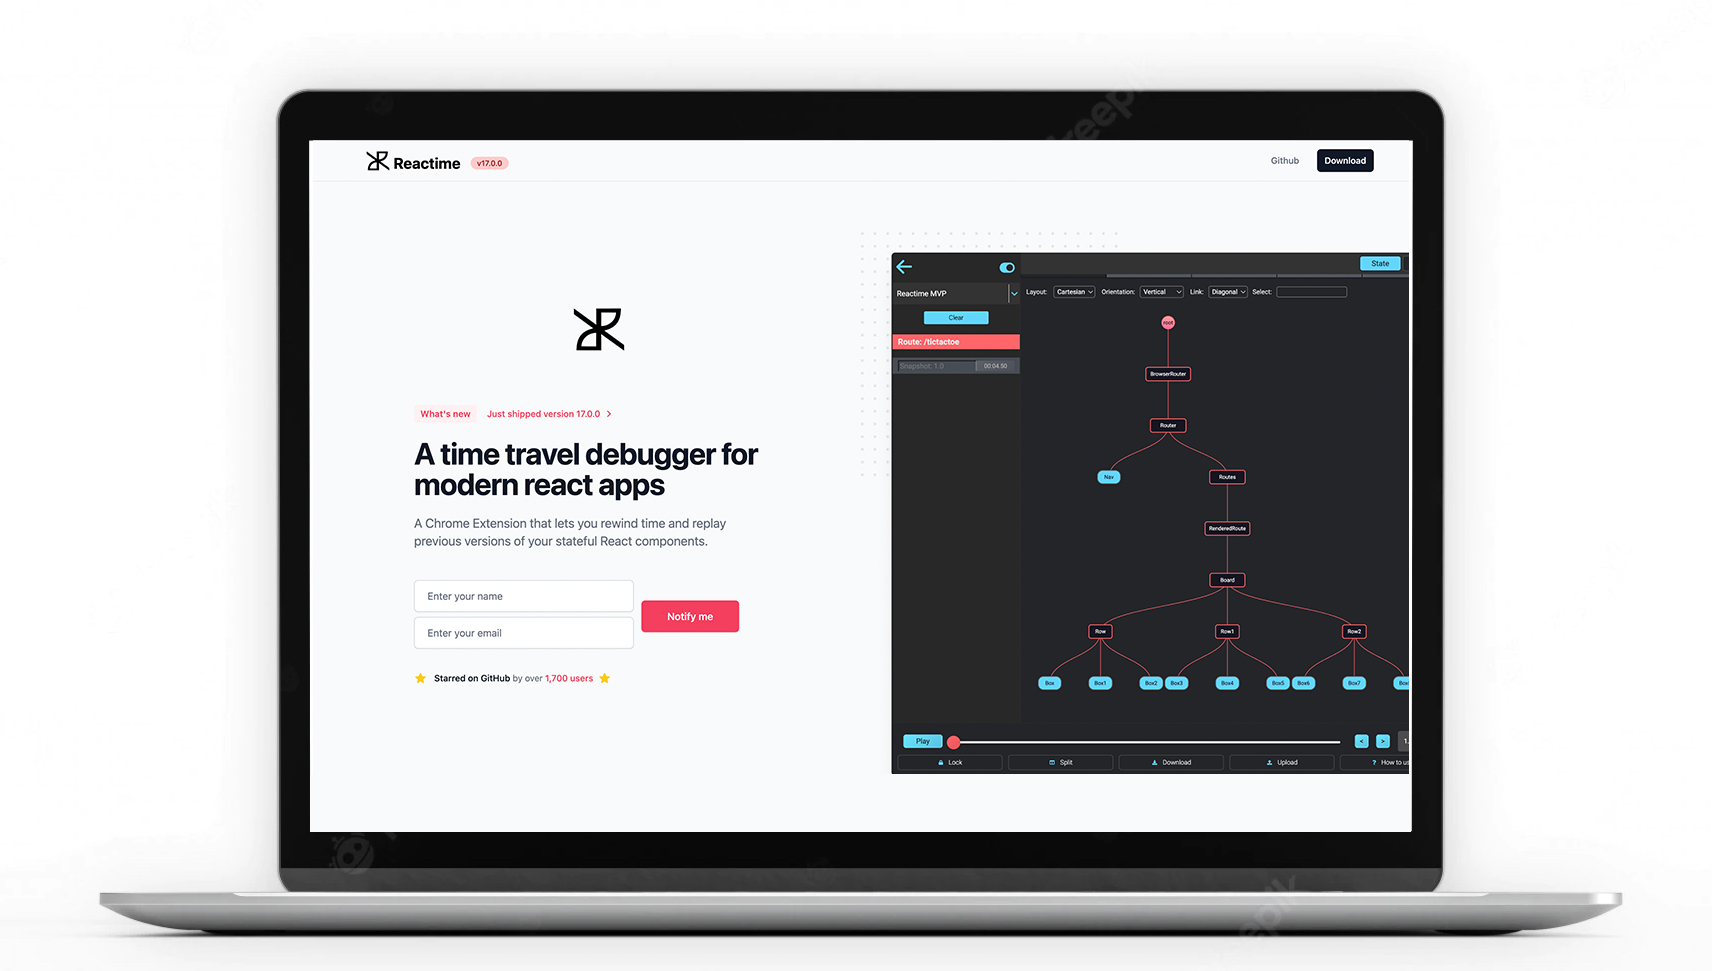 Reactime v17.0.0
Github
Download
What's new
Just shipped version 17.0.0 >
A time travel debugger for
modern react apps
A Chrome Extension that lets you rewind time and replay
previous versions of your stateful React components.
Enter your name
Enter your email
Notify me
Starred on GitHub by over 1,700 users
State
Reactime MVP
Layout: Cartesian Orientation: Vertical Link: Diagonal Select:
Clear
Route: /tictactoe
Snapshot: 1.0 00:04.50
root
BrowserRouter
Router
Nav
Routes
RenderedRoute
Board
Row
Row1
Row2
Box
Box1
Box2
Box3
Box4
Box5
Box6
Box7
Play
<
>
Lock
Split
Download
Upload
? How to us
freepik